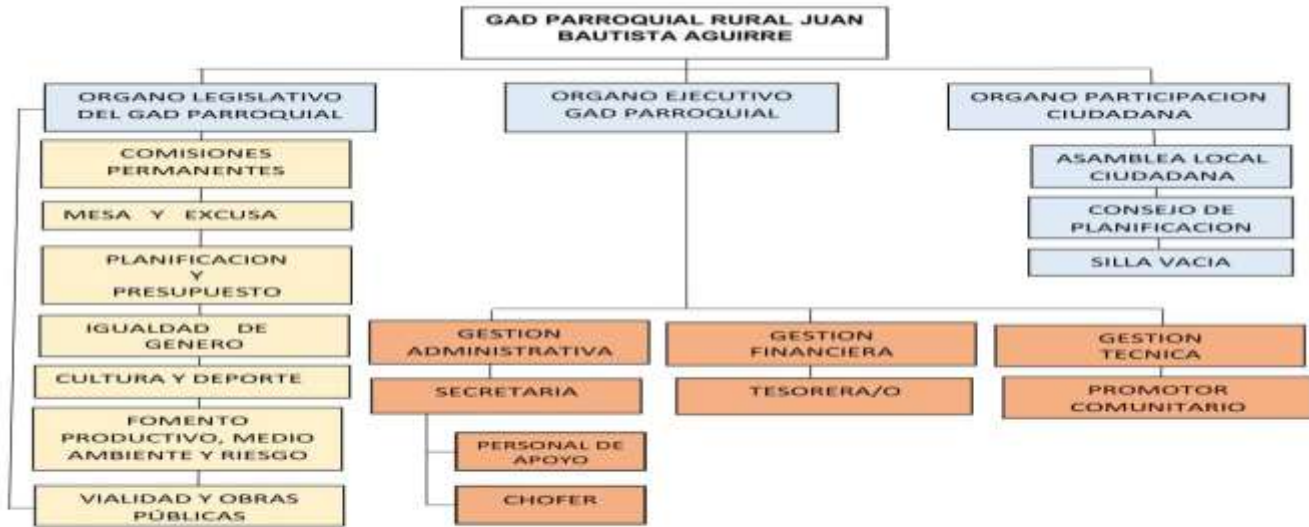 GAD PARROQUIAL RURAL JUAN
BAUTISTA AGUIRRE
ORGANO LEGISLATIVO
DEL GAD PARROQUIAL
COMISIONES
PERMANENTES
MESA Y EXCUSA
PLANIFICACION
Y
PRESUPUESTO
IGUALDAD DE
GENERO
CULTURA Y DEPORTE
FOMENTO
PRODUCTIVO, MEDIO
AMBIENTE Y RIESGO
VIALIDAD Y OBRAS
PÚBLICAS
ORGANO EJECUTIVO
GAD PARROQUIAL
GESTION
ADMINISTRATIVA
SECRETARIA
PERSONAL DE
APOYO
CHOFER
GESTION
FINANCIERA
TESORERA/O
GESTION
TECNICA
PROMOTOR
COMUNITARIO
ORGANO PARTICIPACION
CIUDADANA
ASAMBLEA LOCAL
CIUDADANA
CONSEJO DE
PLANIFICACION
SILLA VACIA